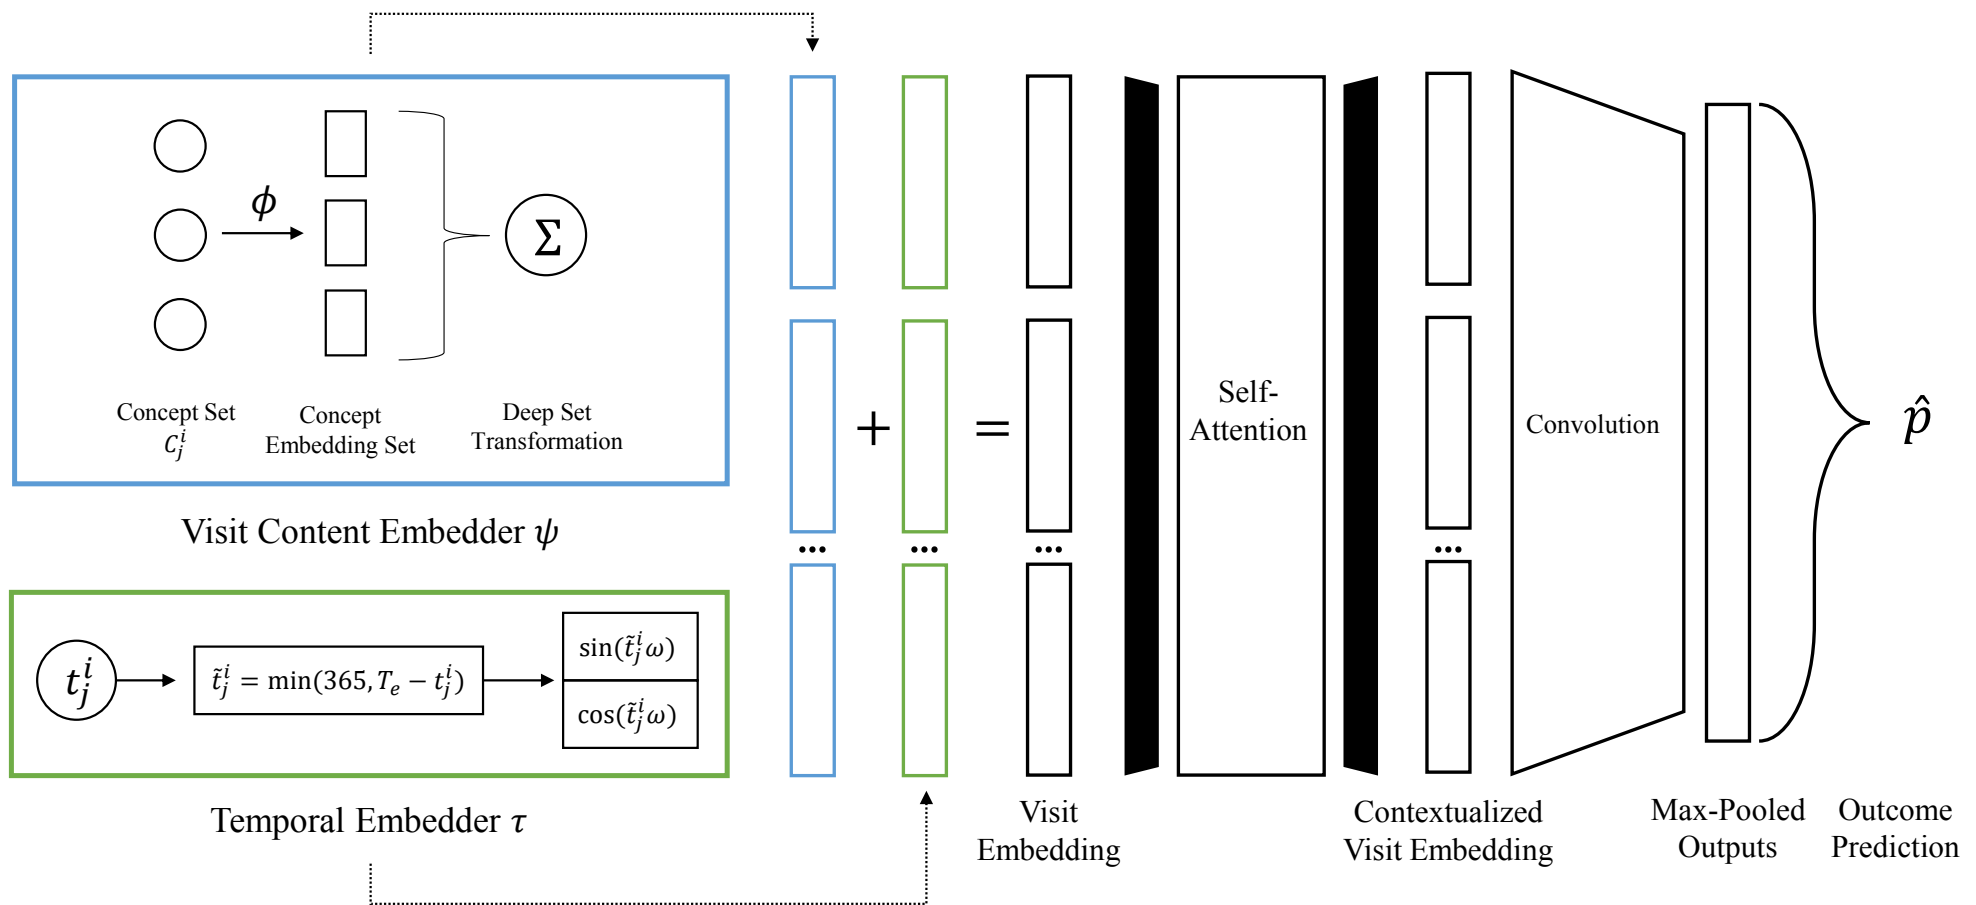 ϕ
Σ
Concept Set
C_j^i
Concept
Embedding Set
Deep Set
Transformation
Visit Content Embedder ψ
t_j^i
t̃_j^i = min(365, T_e − t_j^i)
sin(t̃_j^i ω)
cos(t̃_j^i ω)
Temporal Embedder τ
...
+
...
=
...
Visit
Embedding
Self-
Attention
...
Contextualized
Visit Embedding
Convolution
Max-Pooled
Outputs
p̂
Outcome
Prediction